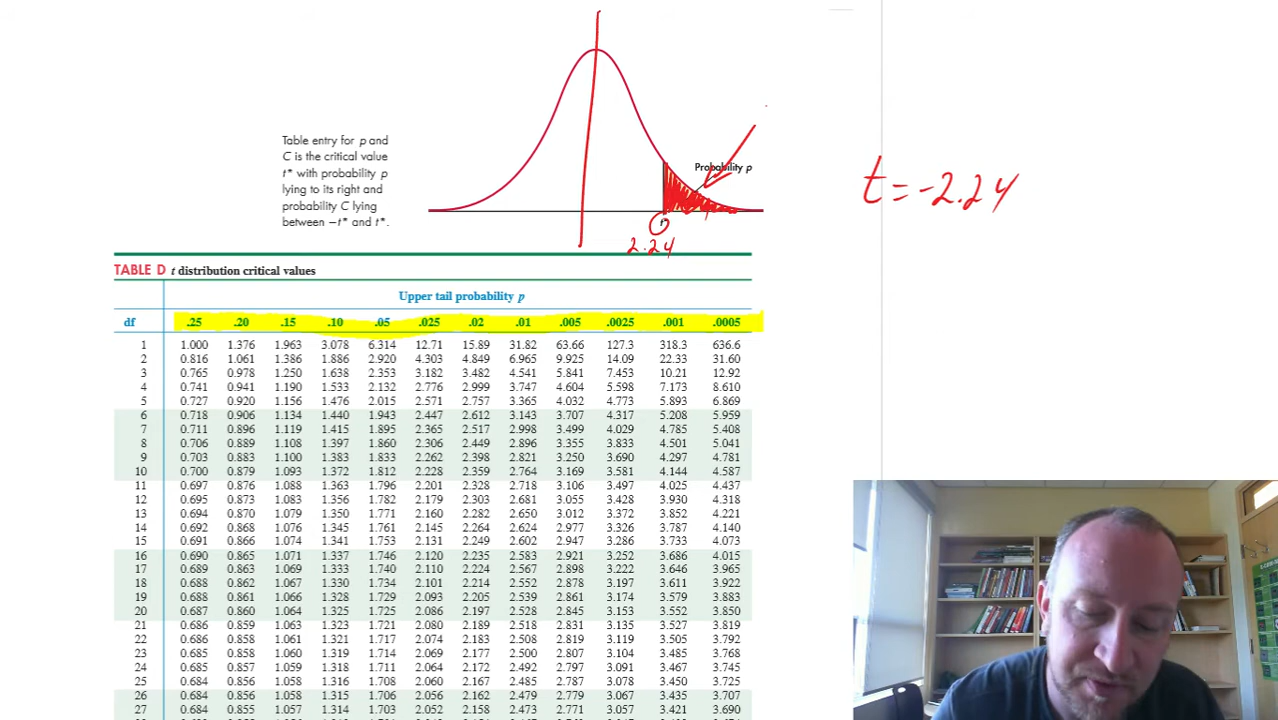 Table entry for p and
C is the critical value
t* with probability p
lying to its right and
probability C lying
between −t* and t*.
Probability p
t = -2.24
2.24
TABLE D t distribution critical values
Upper tail probability p
df .25 .20 .15 .10 .05 .025 .02 .01 .005 .0025 .001 .0005
1 1.000 1.376 1.963 3.078 6.314 12.71 15.89 31.82 63.66 127.3 318.3 636.6
2 0.816 1.061 1.386 1.886 2.920 4.303 4.849 6.965 9.925 14.09 22.33 31.60
3 0.765 0.978 1.250 1.638 2.353 3.182 3.482 4.541 5.841 7.453 10.21 12.92
4 0.741 0.941 1.190 1.533 2.132 2.776 2.999 3.747 4.604 5.598 7.173 8.610
5 0.727 0.920 1.156 1.476 2.015 2.571 2.757 3.365 4.032 4.773 5.893 6.869
6 0.718 0.906 1.134 1.440 1.943 2.447 2.612 3.143 3.707 4.317 5.208 5.959
7 0.711 0.896 1.119 1.415 1.895 2.365 2.517 2.998 3.499 4.029 4.785 5.408
8 0.706 0.889 1.108 1.397 1.860 2.306 2.449 2.896 3.355 3.833 4.501 5.041
9 0.703 0.883 1.100 1.383 1.833 2.262 2.398 2.821 3.250 3.690 4.297 4.781
10 0.700 0.879 1.093 1.372 1.812 2.228 2.359 2.764 3.169 3.581 4.144 4.587
11 0.697 0.876 1.088 1.363 1.796 2.201 2.328 2.718 3.106 3.497 4.025 4.437
12 0.695 0.873 1.083 1.356 1.782 2.179 2.303 2.681 3.055 3.428 3.930 4.318
13 0.694 0.870 1.079 1.350 1.771 2.160 2.282 2.650 3.012 3.372 3.852 4.221
14 0.692 0.868 1.076 1.345 1.761 2.145 2.264 2.624 2.977 3.326 3.787 4.140
15 0.691 0.866 1.074 1.341 1.753 2.131 2.249 2.602 2.947 3.286 3.733 4.073
16 0.690 0.865 1.071 1.337 1.746 2.120 2.235 2.583 2.921 3.252 3.686 4.015
17 0.689 0.863 1.069 1.333 1.740 2.110 2.224 2.567 2.898 3.222 3.646 3.965
18 0.688 0.862 1.067 1.330 1.734 2.101 2.214 2.552 2.878 3.197 3.611 3.922
19 0.688 0.861 1.066 1.328 1.729 2.093 2.205 2.539 2.861 3.174 3.579 3.883
20 0.687 0.860 1.064 1.325 1.725 2.086 2.197 2.528 2.845 3.153 3.552 3.850
21 0.686 0.859 1.063 1.323 1.721 2.080 2.189 2.518 2.831 3.135 3.527 3.819
22 0.686 0.858 1.061 1.321 1.717 2.074 2.183 2.508 2.819 3.119 3.505 3.792
23 0.685 0.858 1.060 1.319 1.714 2.069 2.177 2.500 2.807 3.104 3.485 3.768
24 0.685 0.857 1.059 1.318 1.711 2.064 2.172 2.492 2.797 3.091 3.467 3.745
25 0.684 0.856 1.058 1.316 1.708 2.060 2.167 2.485 2.787 3.078 3.450 3.725
26 0.684 0.856 1.058 1.315 1.706 2.056 2.162 2.479 2.779 3.067 3.435 3.707
27 0.684 0.855 1.057 1.314 1.703 2.052 2.158 2.473 2.771 3.057 3.421 3.690